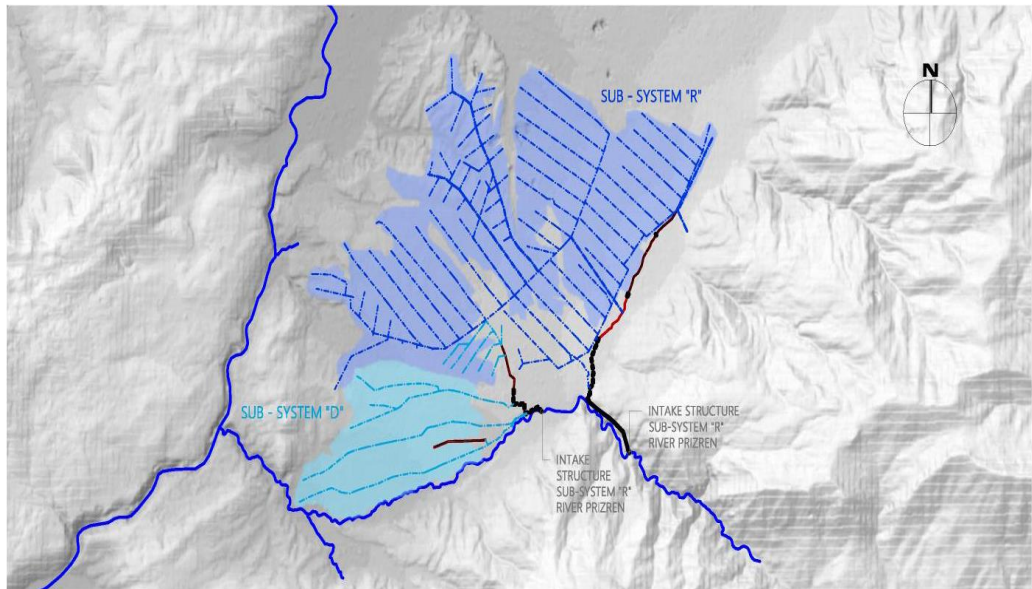 N
SUB - SYSTEM "R"
SUB - SYSTEM "D"
INTAKE STRUCTURE
SUB-SYSTEM "R"
RIVER PRIZREN
INTAKE
STRUCTURE
SUB-SYSTEM "R"
RIVER PRIZREN